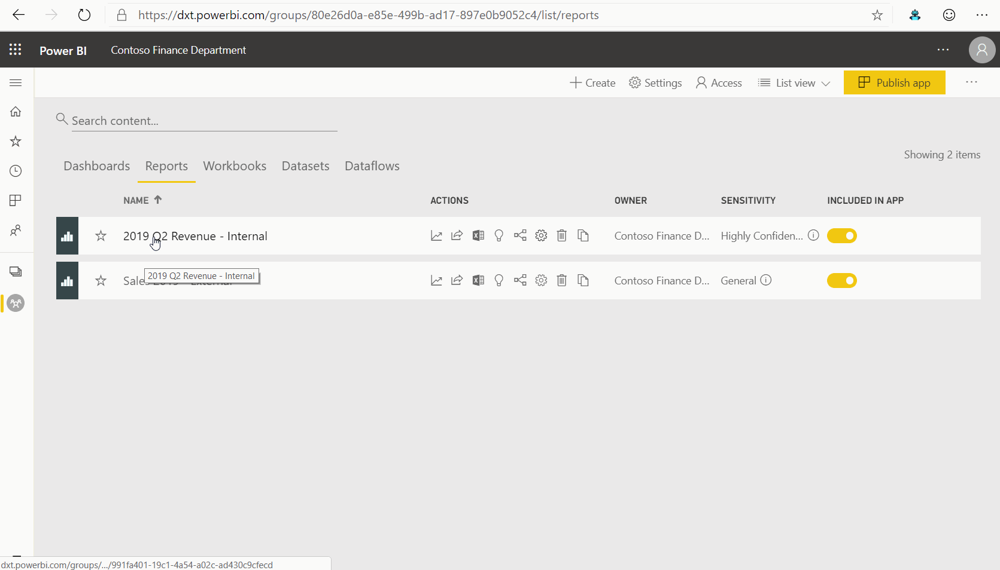 https://dxt.powerbi.com/groups/80e26d0a-e85e-499b-ad17-897e0b9052c4/list/reports
Power BI Contoso Finance Department
Create Settings Access List view Publish app
Search content...
Showing 2 items
Dashboards Reports Workbooks Datasets Dataflows
NAME ACTIONS OWNER SENSITIVITY INCLUDED IN APP
2019 Q2 Revenue - Internal Contoso Finance D... Highly Confiden...
2019 Q2 Revenue - Internal
Contoso Finance D... General
dxt.powerbi.com/groups/.../991fa401-19c1-4a54-a02c-ad430c9cfecd